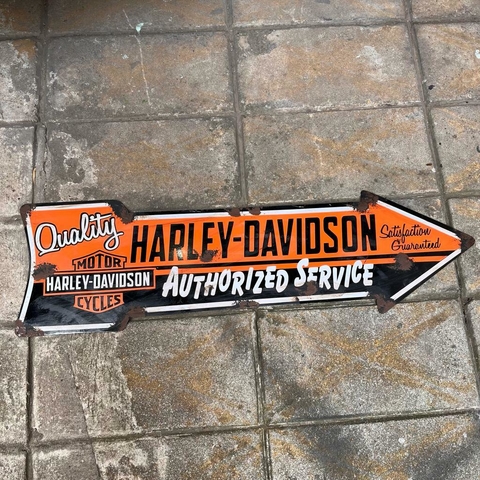 Quality
MOTOR
HARLEY-DAVIDSON
CYCLES
HARLEY-DAVIDSON
AUTHORIZED SERVICE
Satisfaction
Guaranteed